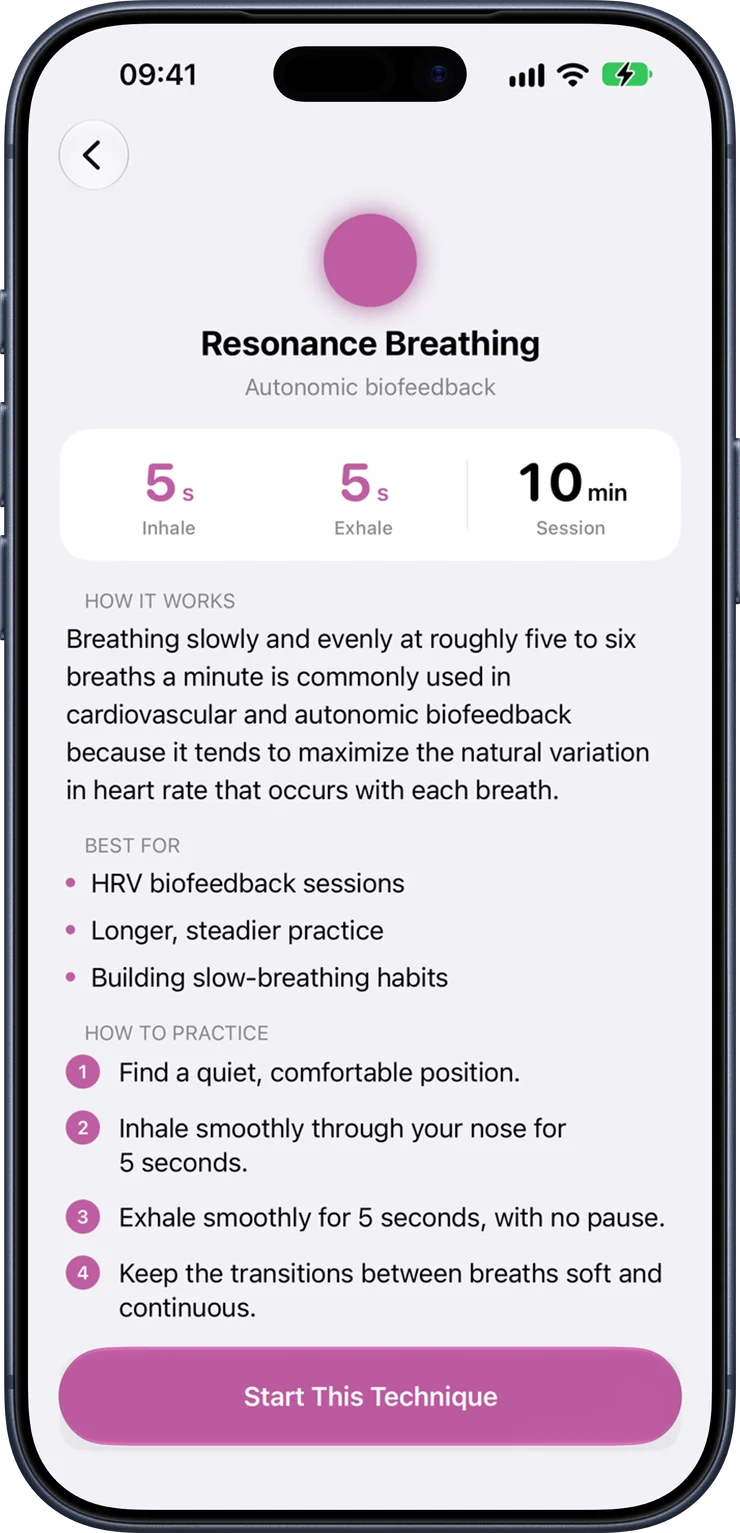 09:41
Resonance Breathing
Autonomic biofeedback
5 s
Inhale
5 s
Exhale
10 min
Session
HOW IT WORKS
Breathing slowly and evenly at roughly five to six
breaths a minute is commonly used in
cardiovascular and autonomic biofeedback
because it tends to maximize the natural variation
in heart rate that occurs with each breath.
BEST FOR
• HRV biofeedback sessions
• Longer, steadier practice
• Building slow-breathing habits
HOW TO PRACTICE
1 Find a quiet, comfortable position.
2 Inhale smoothly through your nose for
5 seconds.
3 Exhale smoothly for 5 seconds, with no pause.
4 Keep the transitions between breaths soft and
continuous.
Start This Technique